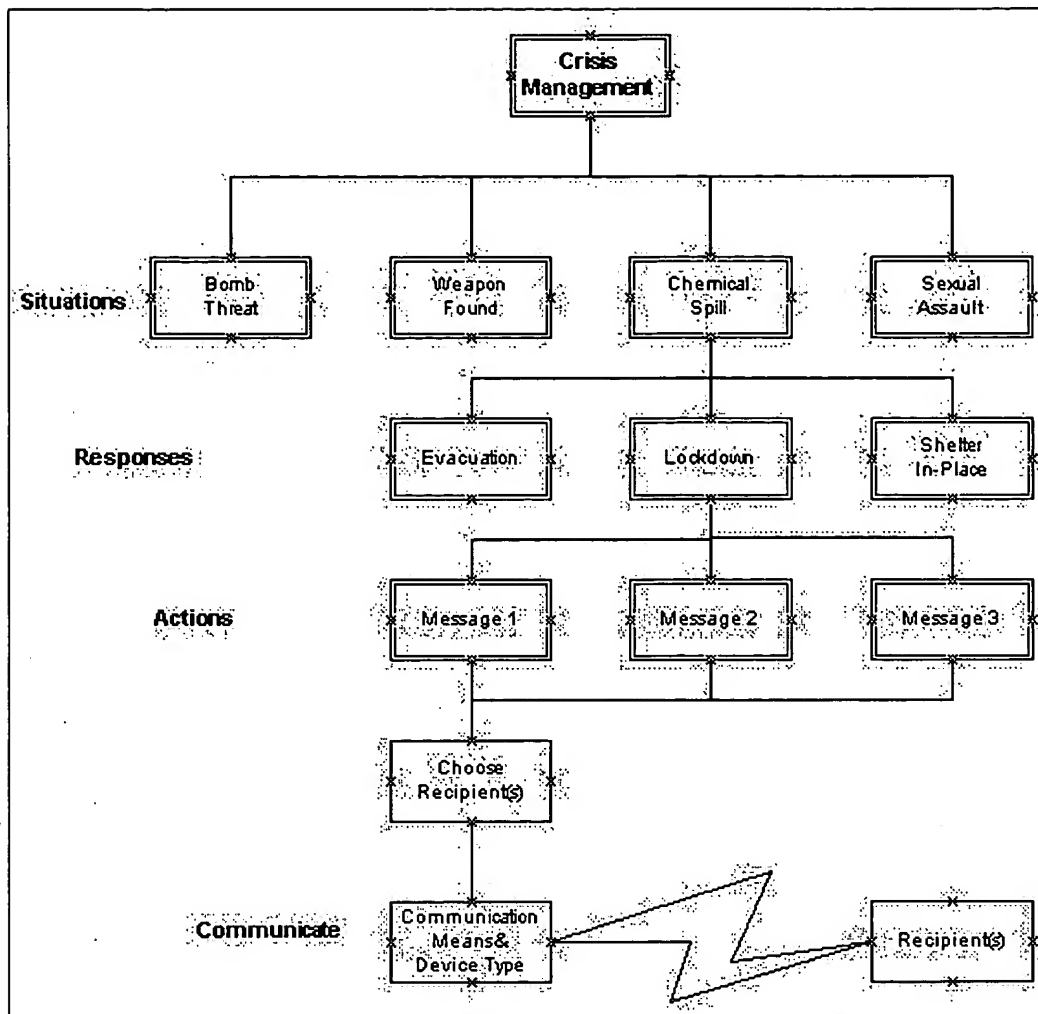 Crisis
Management
Situations
Bomb
Threat
Weapon
Found
Chemical
Spill
Sexual
Assault
Responses
Evacuation
Lockdown
Shelter
In-Place
Actions
Message 1
Message 2
Message 3
Choose
Recipient(s)
Communicate
Communication
Means&
Device Type
Recipient(s)